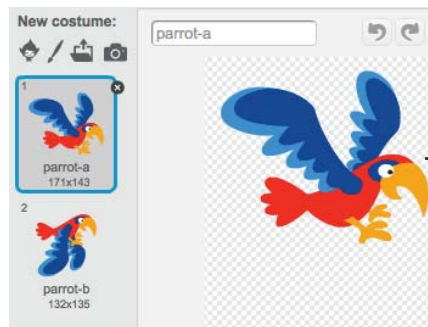 New costume:
parrot-a
1
parrot-a
171x143
2
parrot-b
132x135